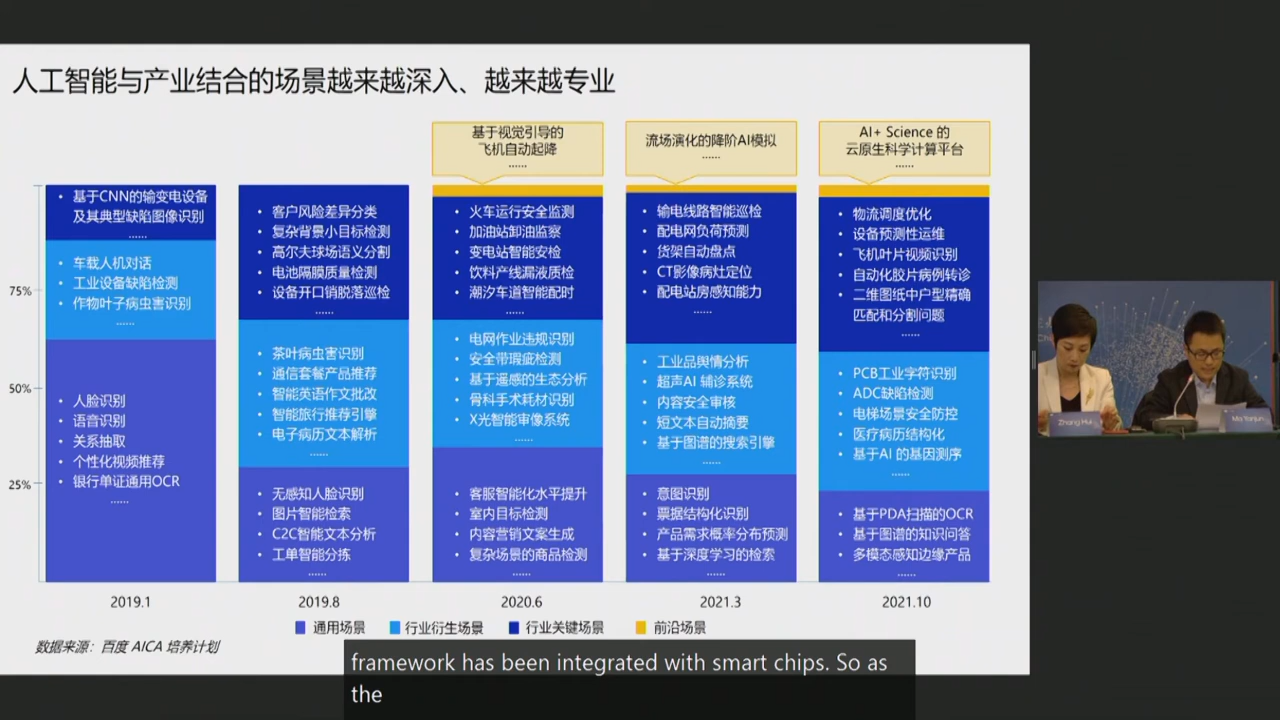 人工智能与产业结合的场景越来越深入、越来越专业
基于视觉引导的
飞机自动起降
......
流场演化的降阶AI模拟
......
AI+ Science 的
云原生科学计算平台
......
75%
50%
25%
• 基于CNN的输变电设备
及其典型缺陷图像识别
......
• 车载人机对话
• 工业设备缺陷检测
• 作物叶子病虫害识别
......
• 人脸识别
• 语音识别
• 关系抽取
• 个性化视频推荐
• 银行单证通用OCR
......
2019.1
• 客户风险差异分类
• 复杂背景小目标检测
• 高尔夫球场语义分割
• 电池隔膜质量检测
• 设备开口销脱落巡检
......
• 茶叶病虫害识别
• 通信套餐产品推荐
• 智能英语作文批改
• 智能旅行推荐引擎
• 电子病历文本解析
......
• 无感知人脸识别
• 图片智能检索
• C2C智能文本分析
• 工单智能分拣
......
2019.8
• 火车运行安全监测
• 加油站卸油监察
• 变电站智能安检
• 饮料产线漏液质检
• 潮汐车道智能配时
......
• 电网作业违规识别
• 安全带瑕疵检测
• 基于遥感的生态分析
• 骨科手术耗材识别
• X光智能审像系统
......
• 客服智能化水平提升
• 室内目标检测
• 内容营销文案生成
• 复杂场景的商品检测
......
2020.6
• 输电线路智能巡检
• 配电网负荷预测
• 货架自动盘点
• CT影像病灶定位
• 配电站房感知能力
......
• 工业品舆情分析
• 超声AI 辅诊系统
• 内容安全审核
• 短文本自动摘要
• 基于图谱的搜索引擎
......
• 意图识别
• 票据结构化识别
• 产品需求概率分布预测
• 基于深度学习的检索
......
2021.3
• 物流调度优化
• 设备预测性运维
• 飞机叶片视频识别
• 自动化胶片病例转诊
• 二维图纸中户型精确
匹配和分割问题
......
• PCB工业字符识别
• ADC缺陷检测
• 电梯场景安全防控
• 医疗病历结构化
• 基于AI 的基因测序
......
• 基于PDA扫描的OCR
• 基于图谱的知识问答
• 多模态感知边缘产品
......
2021.10
通用场景
行业衍生场景
行业关键场景
前沿场景
数据来源：百度 AICA 培养计划
framework has been integrated with smart chips. So as
the
Zhang Hui
Ma Yanjun